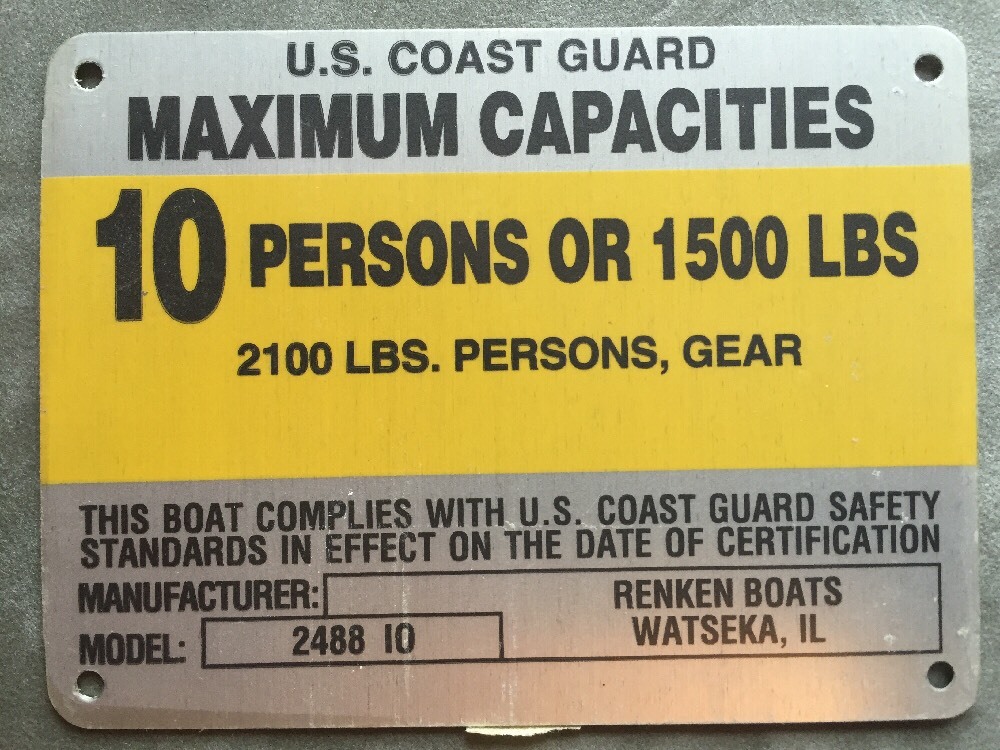 U.S. COAST GUARD
MAXIMUM CAPACITIES
10 PERSONS OR 1500 LBS
2100 LBS. PERSONS, GEAR
THIS BOAT COMPLIES WITH U.S. COAST GUARD SAFETY
STANDARDS IN EFFECT ON THE DATE OF CERTIFICATION
MANUFACTURER: RENKEN BOATS
WATSEKA, IL
MODEL: 2488 IO